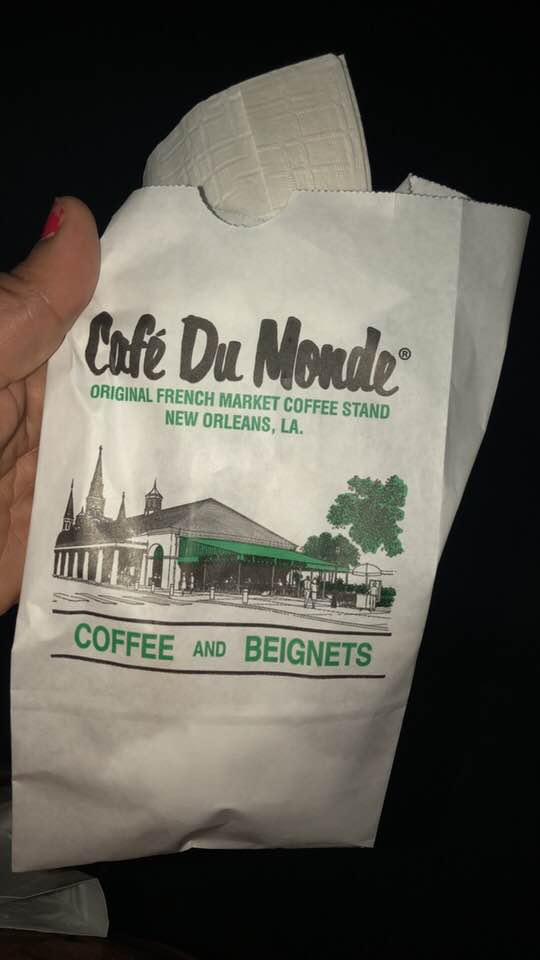 Café Du Monde®
ORIGINAL FRENCH MARKET COFFEE STAND
NEW ORLEANS, LA.
COFFEE AND BEIGNETS